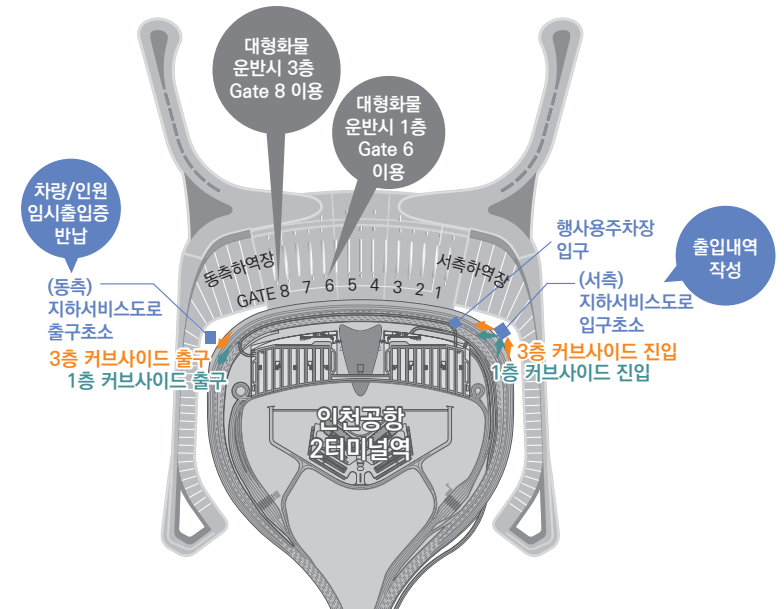 대형화물
운반시 3층
Gate 8 이용
대형화물
운반시 1층
Gate 6
이용
차량/인원
임시출입증
반납
(동측)
지하서비스도로
출구초소
동측하역장
서측하역장
GATE 8 7 6 5 4 3 2 1
행사용주차장
입구
출입내역
작성
(서측)
지하서비스도로
입구초소
3층 커브사이드 출구
1층 커브사이드 출구
3층 커브사이드 진입
1층 커브사이드 진입
인천공항
2터미널역